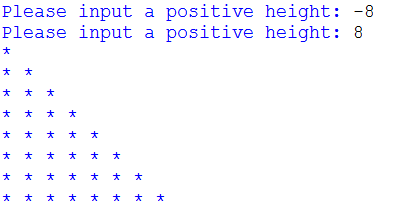 Please input a positive height: -8
Please input a positive height: 8
*
* *
* * *
* * * *
* * * * *
* * * * * *
* * * * * * *
* * * * * * * *